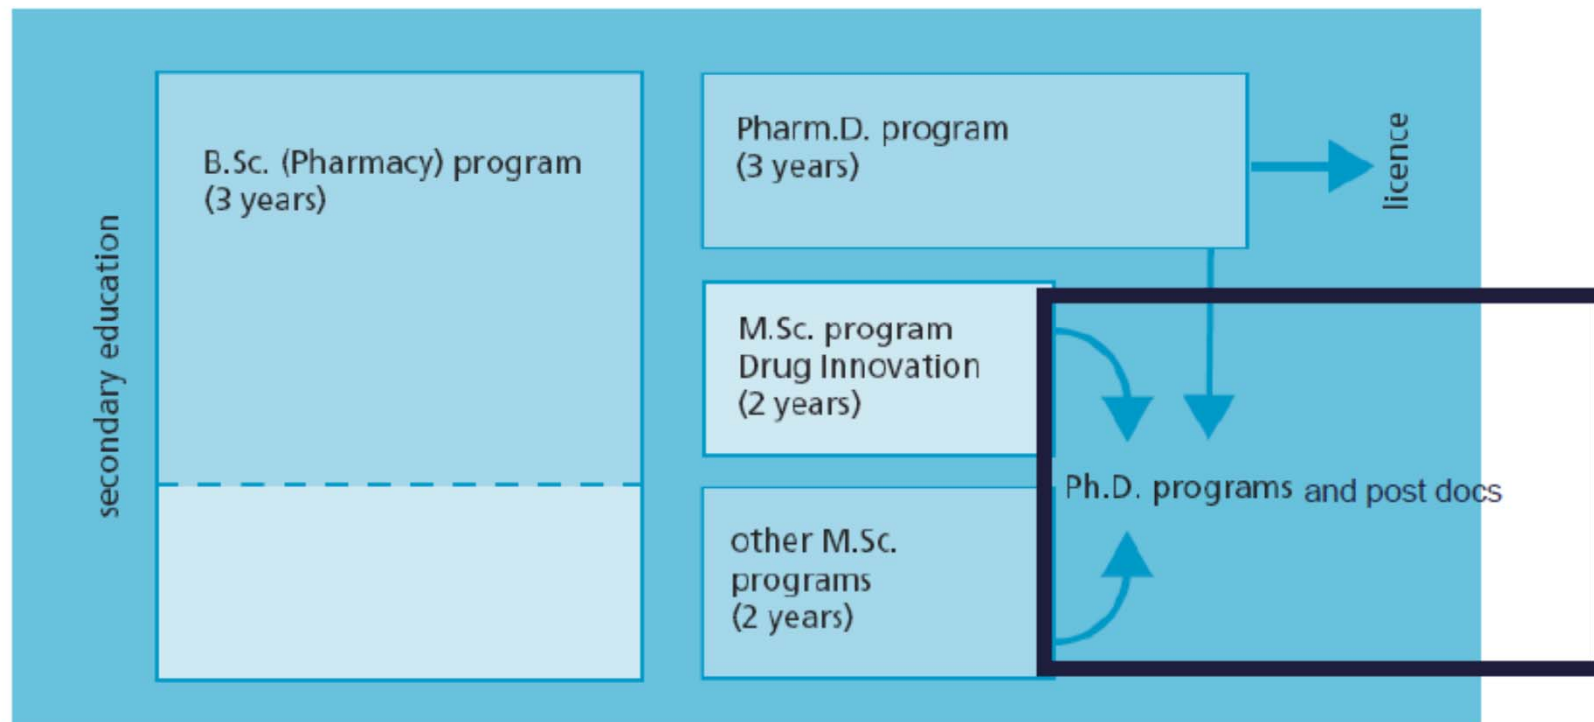 secondary education
B.Sc. (Pharmacy) program
(3 years)
Pharm.D. program
(3 years)
licence
M.Sc. program
Drug Innovation
(2 years)
Ph.D. programs and post docs
other M.Sc.
programs
(2 years)